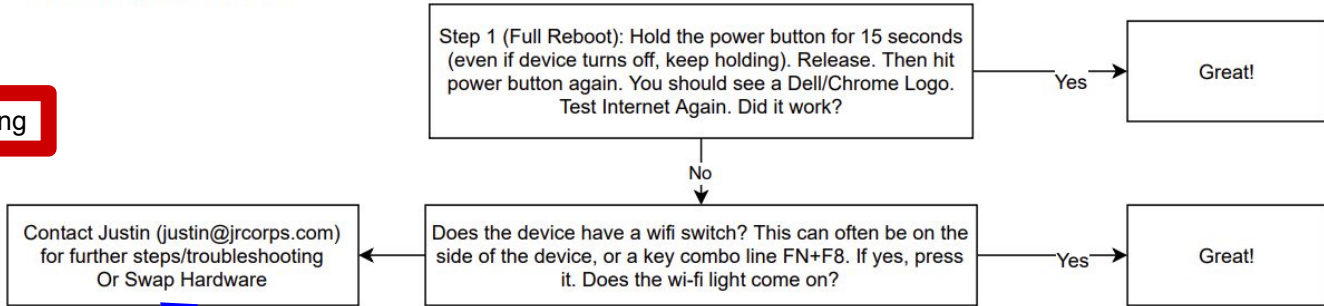 Step 1 (Full Reboot): Hold the power button for 15 seconds
(even if device turns off, keep holding). Release. Then hit
power button again. You should see a Dell/Chrome Logo.
Test Internet Again. Did it work?
Yes
Great!
ng
No
Contact Justin (justin@jrcorps.com)
for further steps/troubleshooting
Or Swap Hardware
Does the device have a wifi switch? This can often be on the
side of the device, or a key combo line FN+F8. If yes, press
it. Does the wi-fi light come on?
Yes
Great!